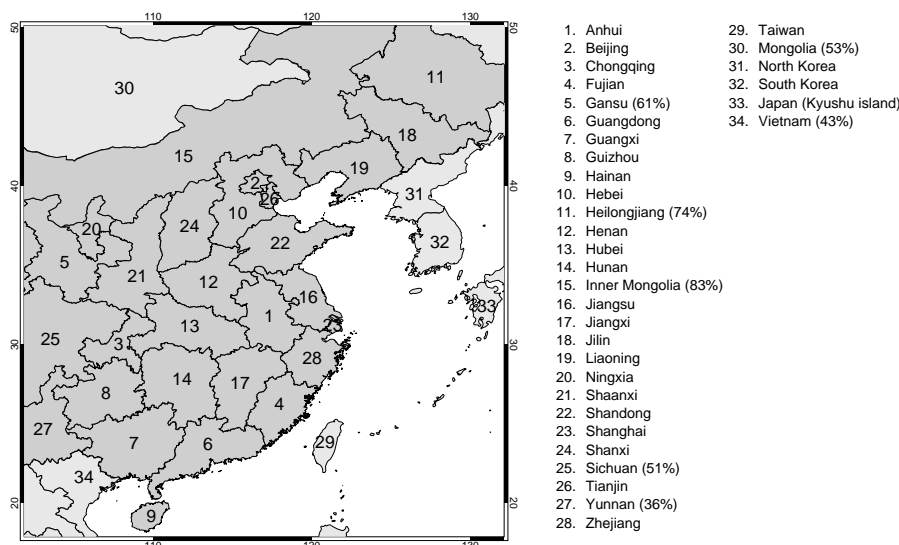 110 120 130
50 50
40 40
30 30
20 20
110 120 130
30
11
18
15
19
2
26
31
20
24
10
32
22
5
21
12
16
33
1
23
25
13
3
28
14
17
8
4
27
7
6
29
34
9
1. Anhui
2. Beijing
3. Chongqing
4. Fujian
5. Gansu (61%)
6. Guangdong
7. Guangxi
8. Guizhou
9. Hainan
10. Hebei
11. Heilongjiang (74%)
12. Henan
13. Hubei
14. Hunan
15. Inner Mongolia (83%)
16. Jiangsu
17. Jiangxi
18. Jilin
19. Liaoning
20. Ningxia
21. Shaanxi
22. Shandong
23. Shanghai
24. Shanxi
25. Sichuan (51%)
26. Tianjin
27. Yunnan (36%)
28. Zhejiang
29. Taiwan
30. Mongolia (53%)
31. North Korea
32. South Korea
33. Japan (Kyushu island)
34. Vietnam (43%)